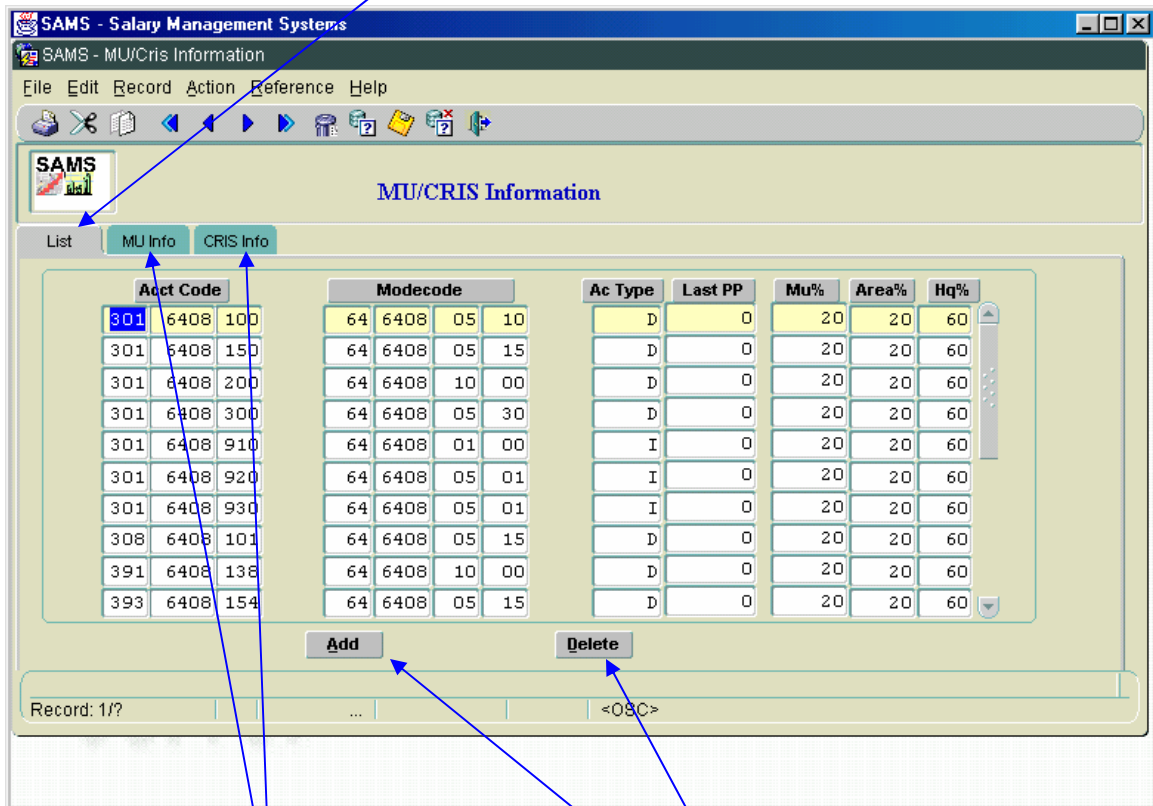 SAMS - Salary Management Systems
SAMS - MU/Cris Information
File Edit Record Action Reference Help
SAMS
MU/CRIS Information
List MU Info CRIS Info
Acct Code Modecode Ac Type Last PP Mu% Area% Hq%
301 6408 100 64 6408 05 10 D 0 20 20 60
301 6408 150 64 6408 05 15 D 0 20 20 60
301 6408 200 64 6408 10 00 D 0 20 20 60
301 6408 300 64 6408 05 30 D 0 20 20 60
301 6408 910 64 6408 01 00 I 0 20 20 60
301 6408 920 64 6408 05 01 I 0 20 20 60
301 6408 930 64 6408 05 01 I 0 20 20 60
308 6408 101 64 6408 05 15 D 0 20 20 60
391 6408 138 64 6408 10 00 D 0 20 20 60
393 6408 154 64 6408 05 15 D 0 20 20 60
Add Delete
Record: 1/? ... <OSC>